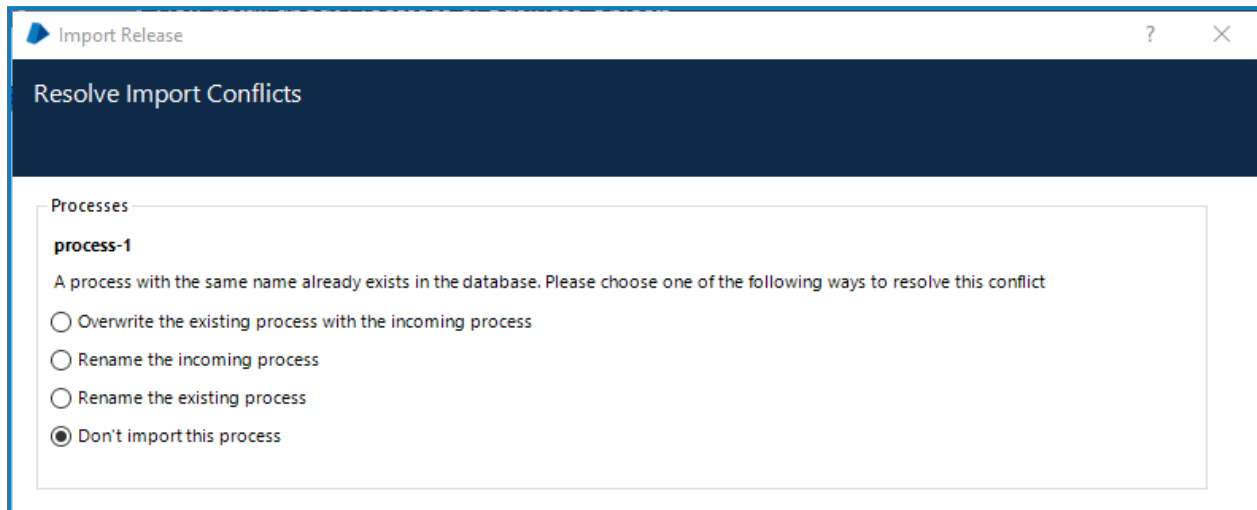 Import Release
?
Resolve Import Conflicts
Processes
process-1
A process with the same name already exists in the database. Please choose one of the following ways to resolve this conflict
Overwrite the existing process with the incoming process
Rename the incoming process
Rename the existing process
Don't import this process